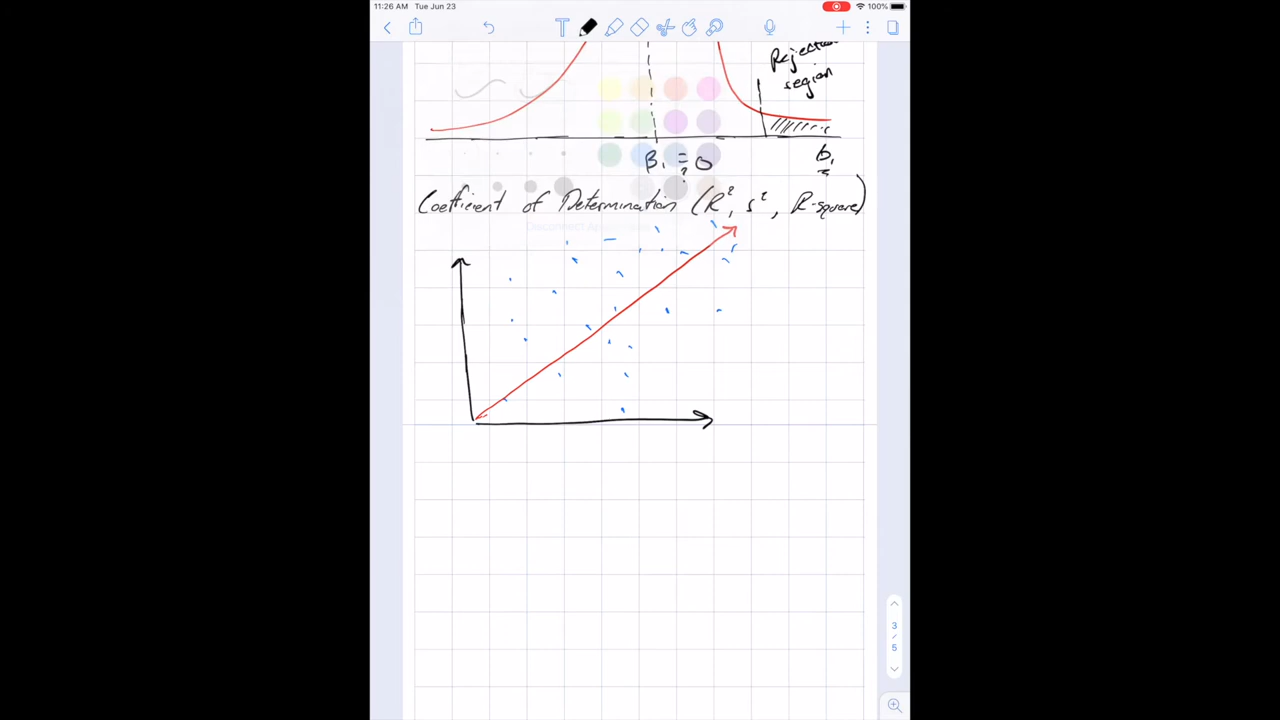 11:26 AM Tue Jun 23
100%
T
Rejection
region
β₁ = 0
?
b₁
Coefficient of Determination (R², r², R-square)
3
/
5